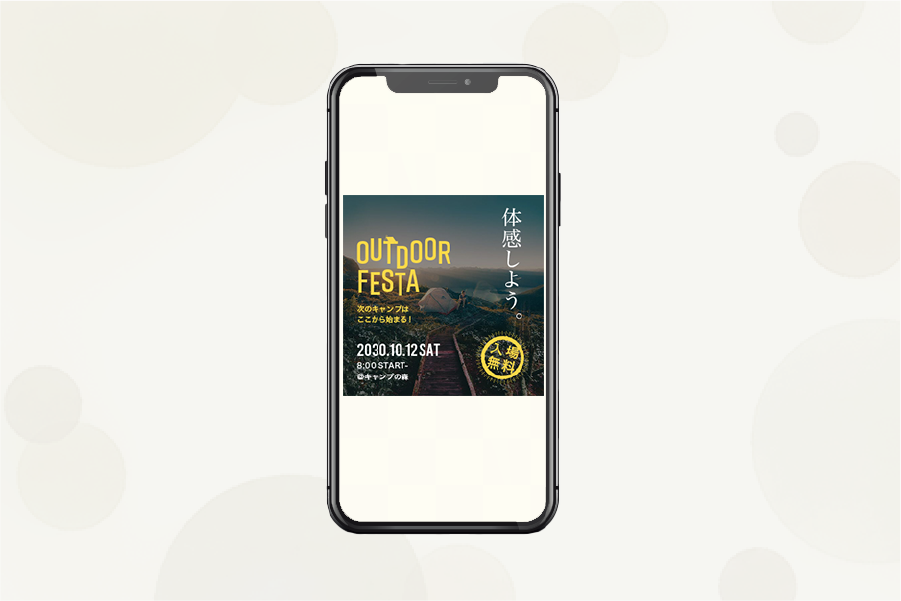 体感しよう。
OUTDOOR
FESTA
次のキャンプは
ここから始まる!
2030.10.12 SAT
8:00 START-
@キャンプの森
入場
無料